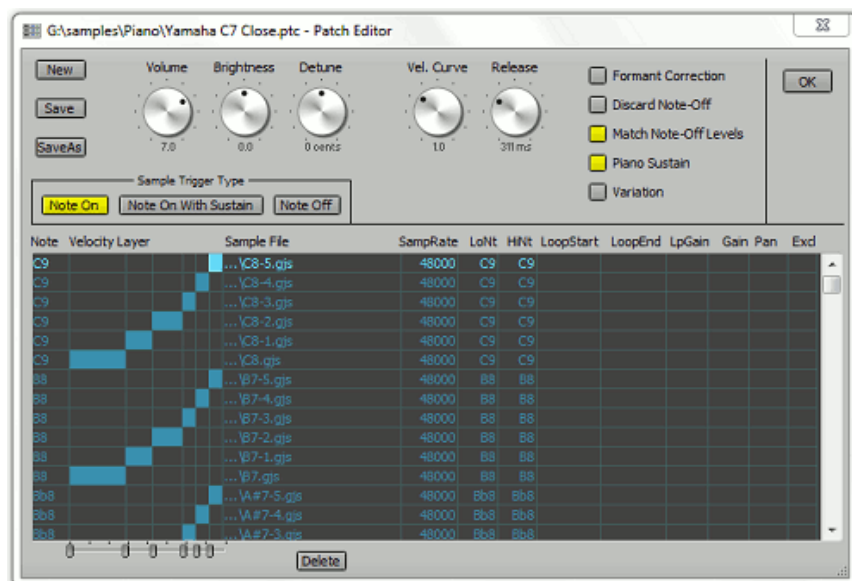 G:\samples\Piano\Yamaha C7 Close.ptc - Patch Editor
New
Save
SaveAs
Volume Brightness Detune Vel. Curve Release
7.0 0.0 0 cents 1.0 311 ms
Formant Correction
Discard Note-Off
Match Note-Off Levels
Piano Sustain
Variation
OK
Sample Trigger Type
Note On Note On With Sustain Note Off
Note Velocity Layer Sample File SampRate LoNt HiNt LoopStart LoopEnd LpGain Gain Pan Excl
C9 ...\C8-5.gjs 48000 C9 C9
C9 ...\C8-4.gjs 48000 C9 C9
C9 ...\C8-3.gjs 48000 C9 C9
C9 ...\C8-2.gjs 48000 C9 C9
C9 ...\C8-1.gjs 48000 C9 C9
C9 ...\C8.gjs 48000 C9 C9
B8 ...\B7-5.gjs 48000 B8 B8
B8 ...\B7-4.gjs 48000 B8 B8
B8 ...\B7-3.gjs 48000 B8 B8
B8 ...\B7-2.gjs 48000 B8 B8
B8 ...\B7-1.gjs 48000 B8 B8
B8 ...\B7.gjs 48000 B8 B8
Bb8 ...\A#7-5.gjs 48000 Bb8 Bb8
Bb8 ...\A#7-4.gjs 48000 Bb8 Bb8
Bb8 ...\A#7-3.gjs 48000 Bb8 Bb8
Delete